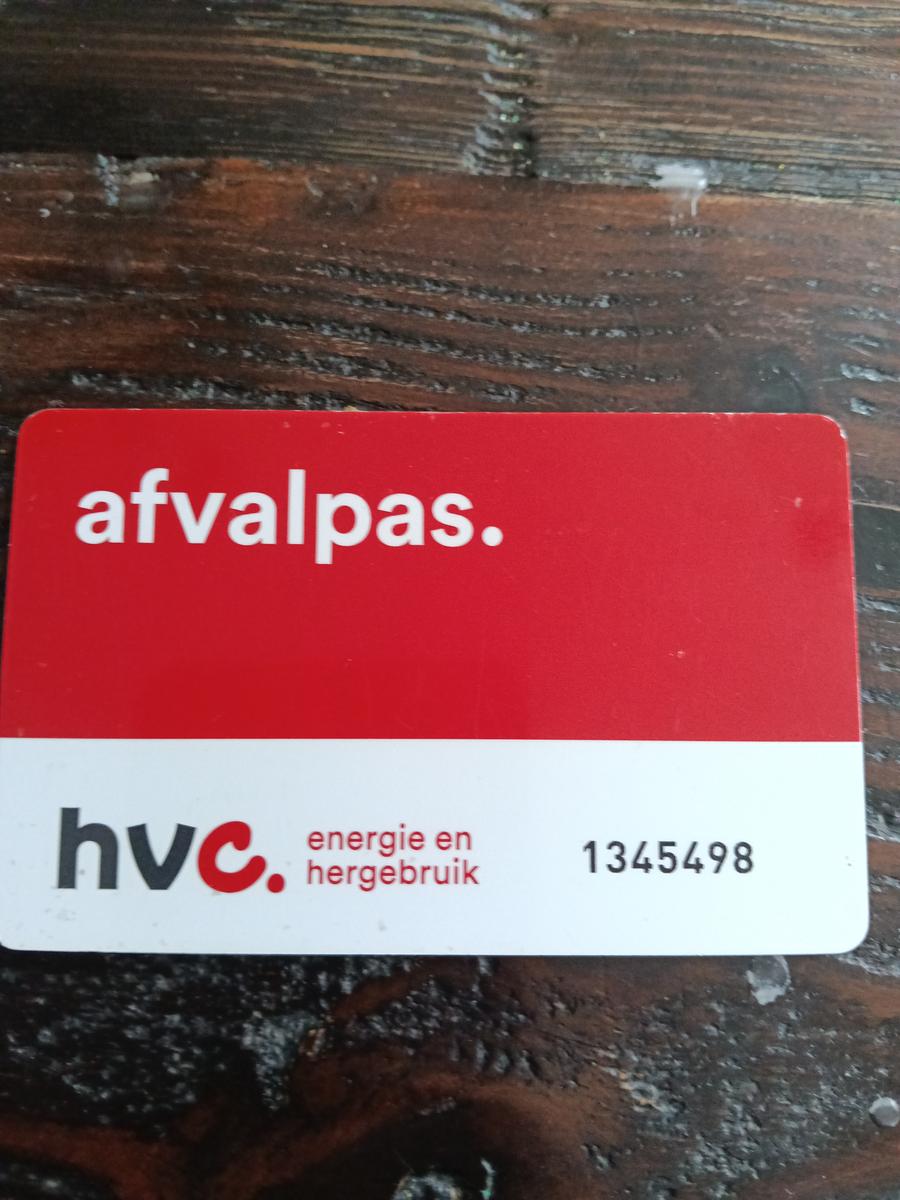 afvalpas.
hvc.
energie en
hergebruik
1345498